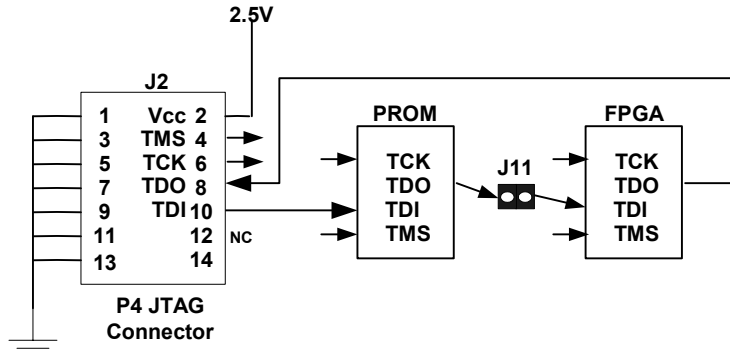 2.5V
J2
1 Vcc 2
3 TMS 4
5 TCK 6
7 TDO 8
9 TDI 10
11 12 NC
13 14
P4 JTAG
Connector
PROM
TCK
TDO
TDI
TMS
J11
FPGA
TCK
TDO
TDI
TMS